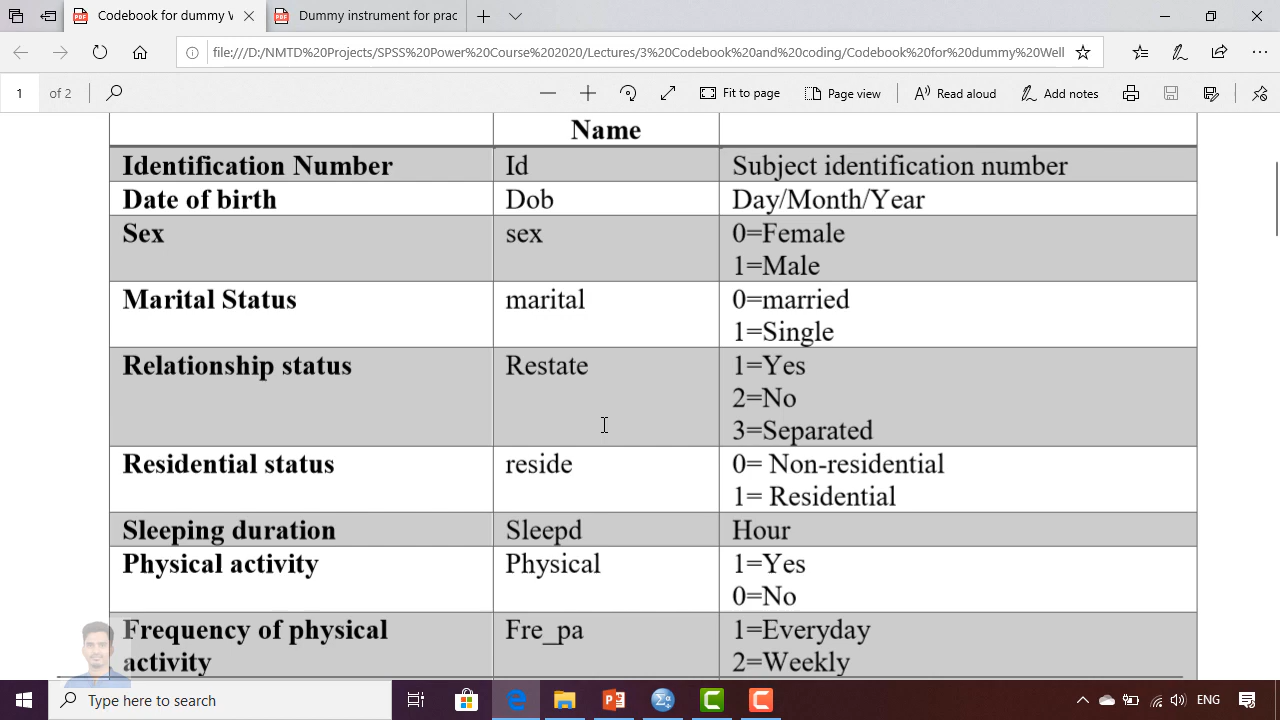 Codebook for dummy W
Dummy instrument for prac
file:///D:/NMTD%20Projects/SPSS%20Power%20Course%202020/Lectures/3%20Codebook%20and%20coding/Codebook%20for%20dummy%20Well
1 of 2
Fit to page
Page view
Read aloud
Add notes
Name
Identification Number Id Subject identification number
Date of birth Dob Day/Month/Year
Sex sex 0=Female
1=Male
Marital Status marital 0=married
1=Single
Relationship status Restate 1=Yes
2=No
3=Separated
Residential status reside 0= Non-residential
1= Residential
Sleeping duration Sleepd Hour
Physical activity Physical 1=Yes
0=No
Frequency of physical Fre_pa 1=Everyday
activity 2=Weekly
Type here to search
ENG